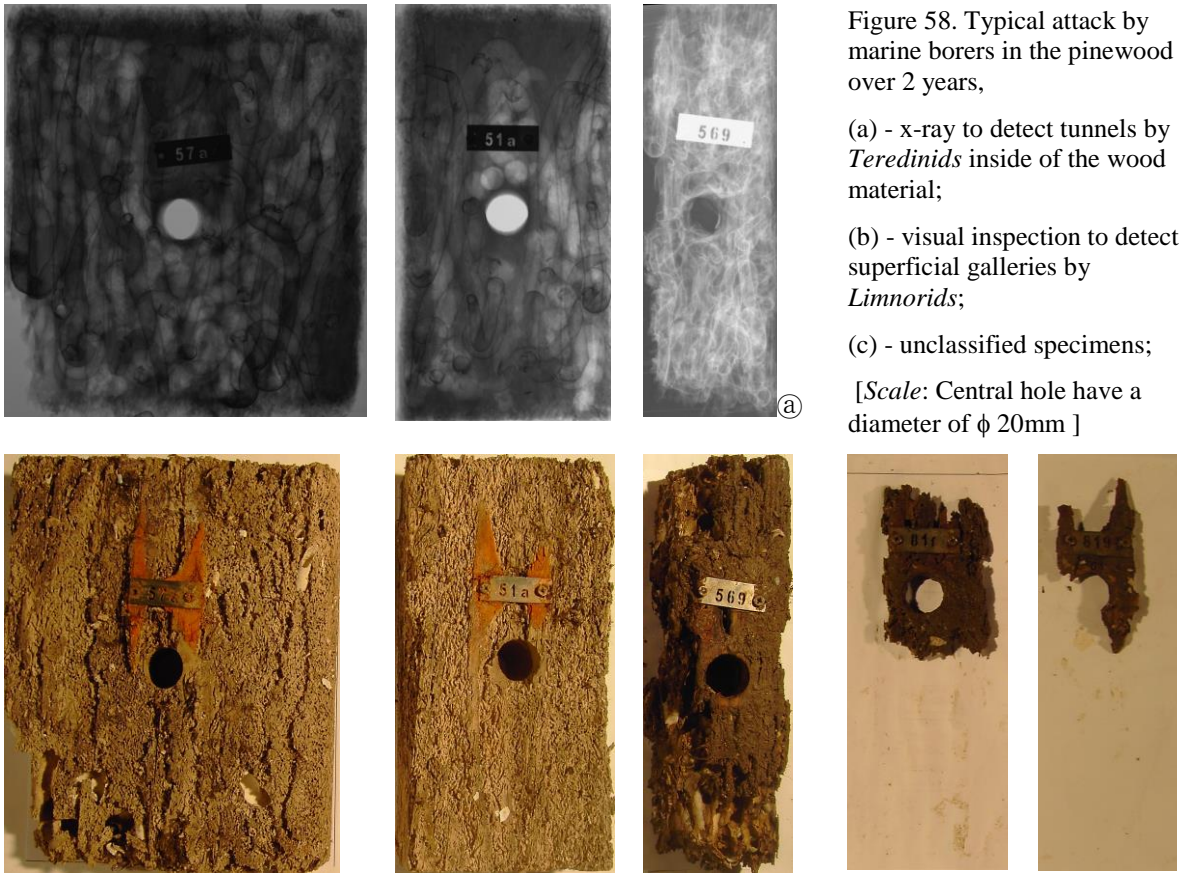 57a
51a
569
ⓐ
Figure 58. Typical attack by
marine borers in the pinewood
over 2 years,
(a) - x-ray to detect tunnels by
Teredinids inside of the wood
material;
(b) - visual inspection to detect
superficial galleries by
Limnorids;
(c) - unclassified specimens;
[Scale: Central hole have a
diameter of ϕ 20mm ]
51a
569